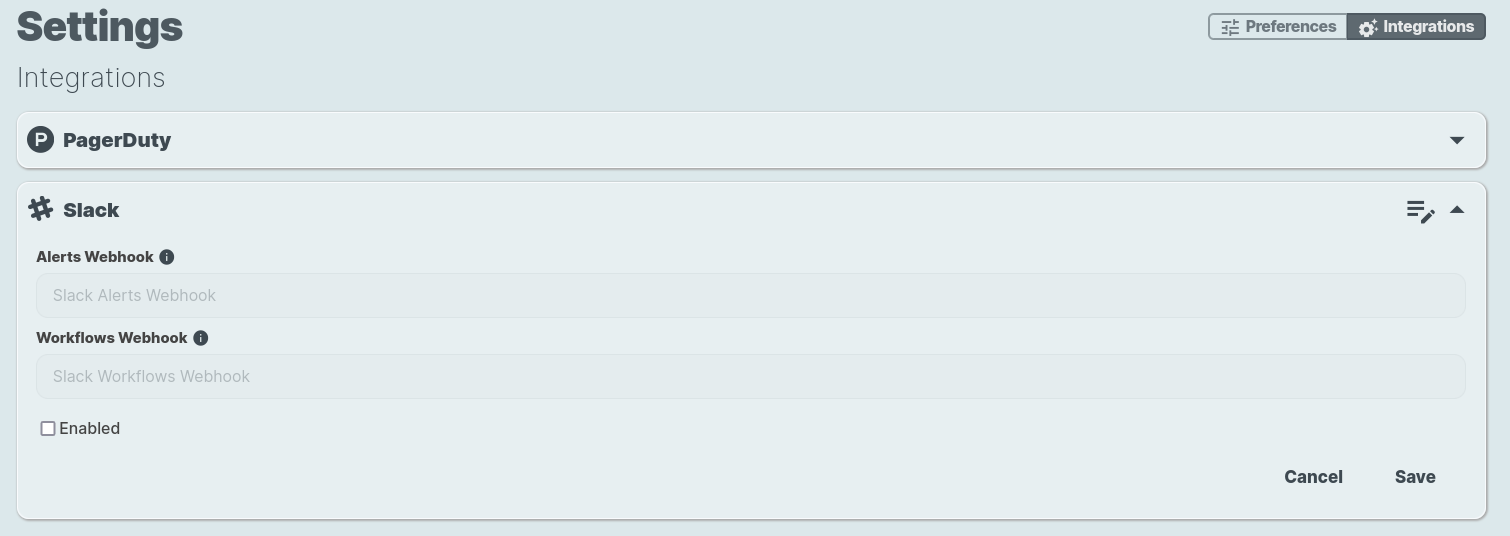 Settings
Preferences
Integrations
Integrations
PagerDuty
Slack
Alerts Webhook
Slack Alerts Webhook
Workflows Webhook
Slack Workflows Webhook
Enabled
Cancel
Save